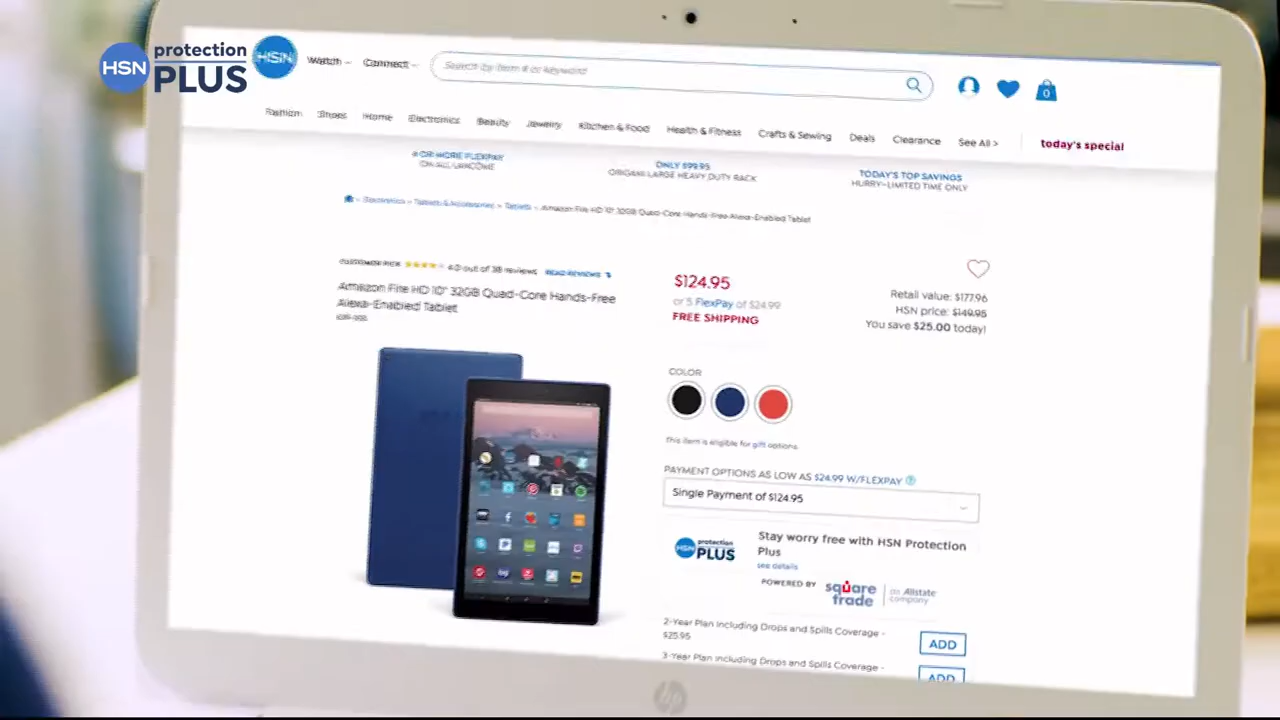 HSN protection PLUS
HSN
Watch Connect Search by item # or keyword
0
Fashion Shoes Home Electronics Beauty Jewelry Kitchen & Food Health & Fitness Crafts & Sewing Deals Clearance See All > today's special
OR MORE FLEXPAY
ON ALL LANCOME
ONLY $99.95
ORIGAMI LARGE HEAVY DUTY RACK
TODAY'S TOP SAVINGS
HURRY-LIMITED TIME ONLY
Electronics > Tablets & Accessories > Tablets > Amazon Fire HD 10" 32GB Quad-Core Hands-Free Alexa-Enabled Tablet
CUSTOMER PICK 4.0 out of 38 reviews READ REVIEWS
Amazon Fire HD 10" 32GB Quad-Core Hands-Free
Alexa-Enabled Tablet
$124.95
or 5 FlexPay of $24.99
FREE SHIPPING
Retail value: $177.96
HSN price: $149.95
You save $25.00 today!
COLOR
This item is eligible for gift options.
PAYMENT OPTIONS AS LOW AS $24.99 W/FLEXPAY ?
Single Payment of $124.95
HSN protection PLUS
Stay worry free with HSN Protection
Plus
see details
POWERED BY square trade an Allstate company
2-Year Plan Including Drops and Spills Coverage -
$25.95
ADD
3-Year Plan Including Drops and Spills Coverage -
ADD
hp